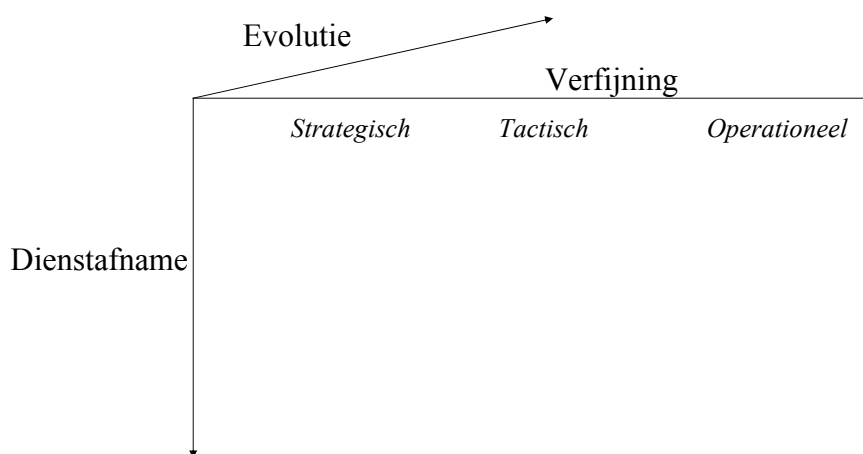 Evolutie
Verfijning
Strategisch Tactisch Operationeel
Dienstafname